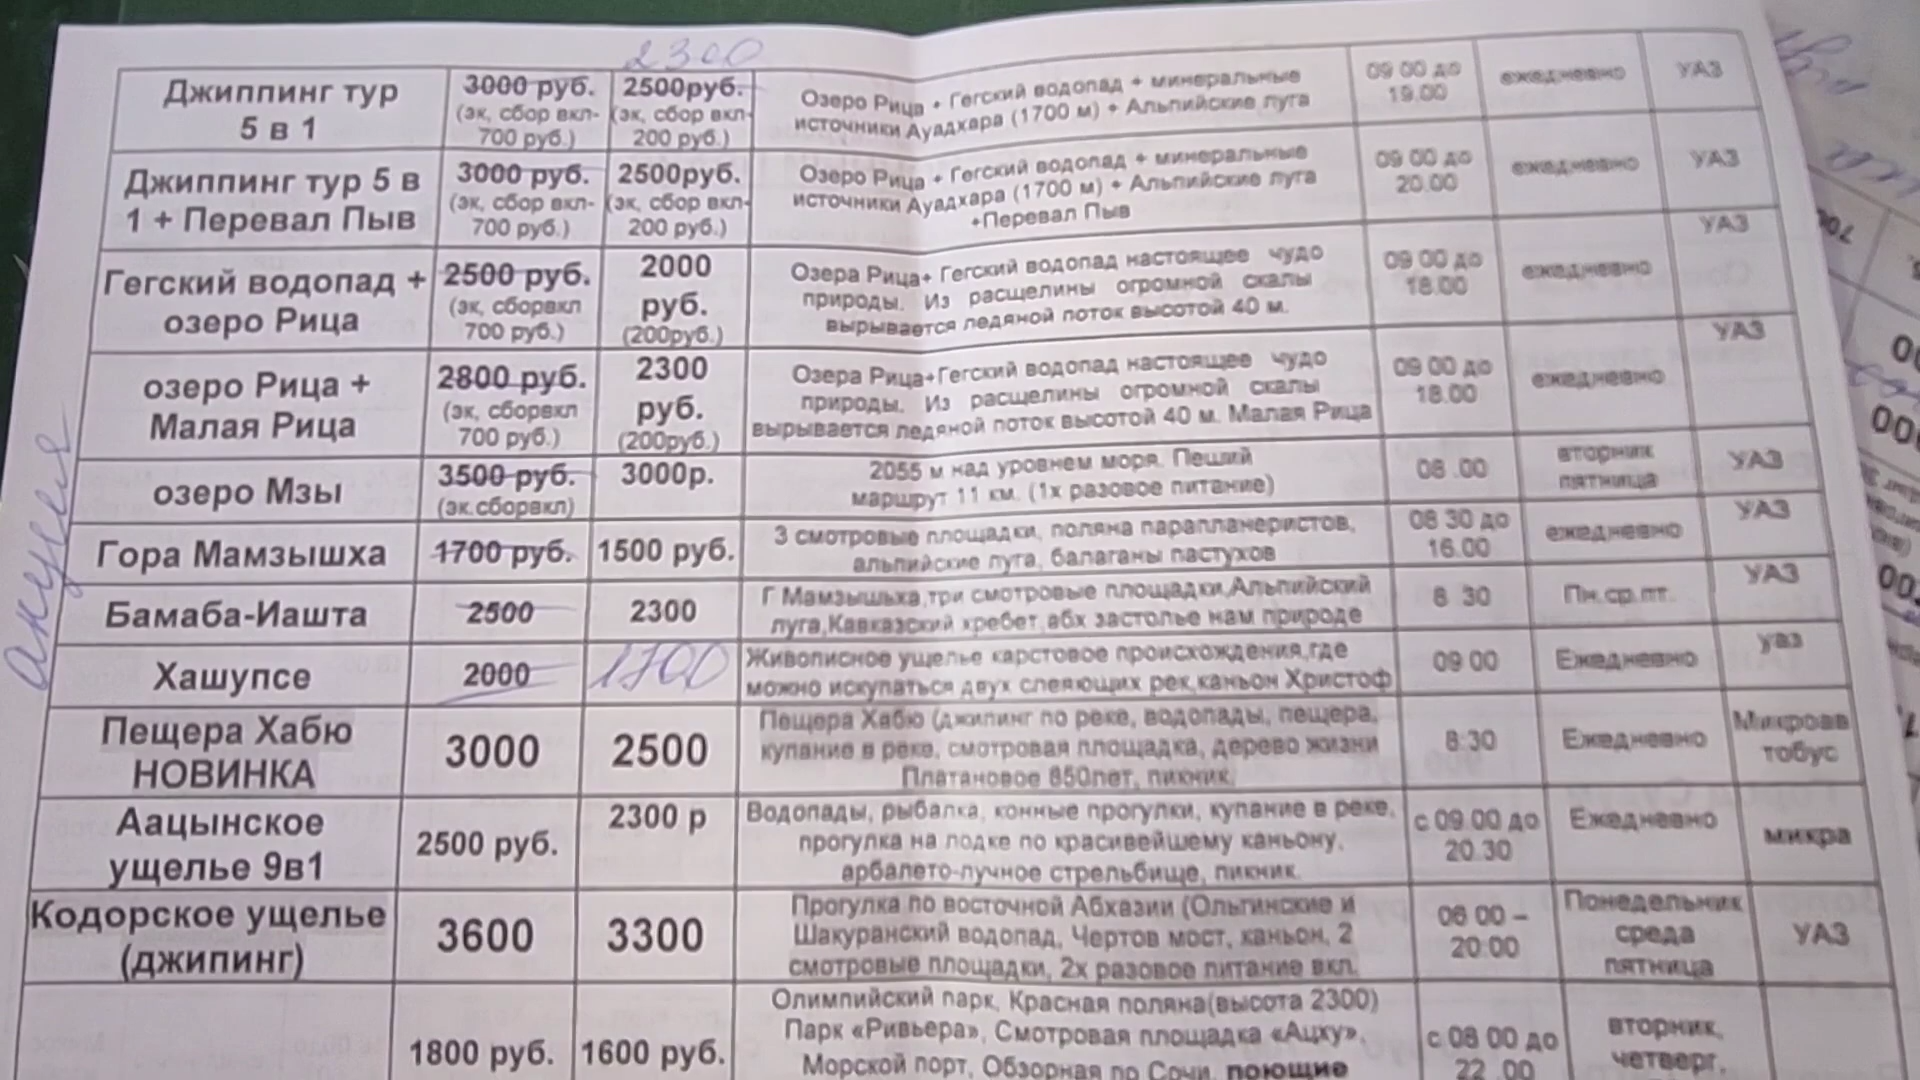 2300
Джиппинг тур
5 в 1
3000 руб.
(эк, сбор вкл-
700 руб.)
2500руб.
(эк, сбор вкл-
200 руб.)
Озеро Рица + Гегский водопад + минеральные
источники Ауадхара (1700 м) + Альпийские луга
09 00 до
19.00
ежедневно
УАЗ
Джиппинг тур 5 в
1 + Перевал Пыв
3000 руб.
(эк, сбор вкл-
700 руб.)
2500руб.
(эк, сбор вкл-
200 руб.)
Озеро Рица + Гегский водопад + минеральные
источники Ауадхара (1700 м) + Альпийские луга
+Перевал Пыв
09 00 до
20.00
ежедневно
УАЗ
Гегский водопад +
озеро Рица
2500 руб.
(эк, сборвкл
700 руб.)
2000
руб.
(200руб.)
Озера Рица+ Гегский водопад настоящее чудо
природы. Из расщелины огромной скалы
вырывается ледяной поток высотой 40 м.
09 00 до
18.00
ежедневно
УАЗ
озеро Рица +
Малая Рица
2800 руб.
(эк, сборвкл
700 руб.)
2300
руб.
(200руб.)
Озера Рица+Гегский водопад настоящее чудо
природы. Из расщелины огромной скалы
вырывается ледяной поток высотой 40 м. Малая Рица
09 00 до
18.00
ежедневно
УАЗ
озеро Мзы
3500 руб.
(эк.сборвкл)
3000р.
2055 м над уровнем моря. Пеший
маршрут 11 км. (1х разовое питание)
08 .00
вторник
пятница
УАЗ
Гора Мамзышха
1700 руб.
1500 руб.
3 смотровые площадки, поляна парапланеристов,
альпийские луга, балаганы пастухов
08 30 до
16.00
ежедневно
УАЗ
Бамаба-Иашта
2500
2300
Г Мамзышьха,три смотровые площадки,Альпийский
луга,Кавказский хребет,абх застолье нам природе
8 30
Пн.ср.пт.
УАЗ
Хашупсе
2000
1700
Живописное ущелье карстовое происхождения,где
можно искупаться двух слеяющих рек,каньон Христоф
09 00
Ежедневно
уаз
Пещера Хабю
НОВИНКА
3000
2500
Пещера Хабю (джипинг по реке, водопады, пещера,
купание в реке, смотровая площадка, дерево жизни
Платановое 850лет, пикник.
8:30
Ежедневно
Микроав
тобус
Аацынское
ущелье 9в1
2500 руб.
2300 р
Водопады, рыбалка, конные прогулки, купание в реке,
прогулка на лодке по красивейшему каньону,
арбалето-лучное стрельбище, пикник.
с 09.00 до
20.30
Ежедневно
микра
Кодорское ущелье
(джипинг)
3600
3300
Прогулка по восточной Абхазии (Ольгинские и
Шакуранский водопад, Чертов мост, каньон, 2
смотровые площадки, 2х разовое питание вкл.
06 00 –
20:00
Понедельник
среда
пятница
УАЗ
1800 руб.
1600 руб.
Олимпийский парк, Красная поляна(высота 2300)
Парк «Ривьера», Смотровая площадка «Ацху»,
Морской порт, Обзорная по Сочи, поющие
с 08 00 до
22 .00
вторник,
четверг,
акуция